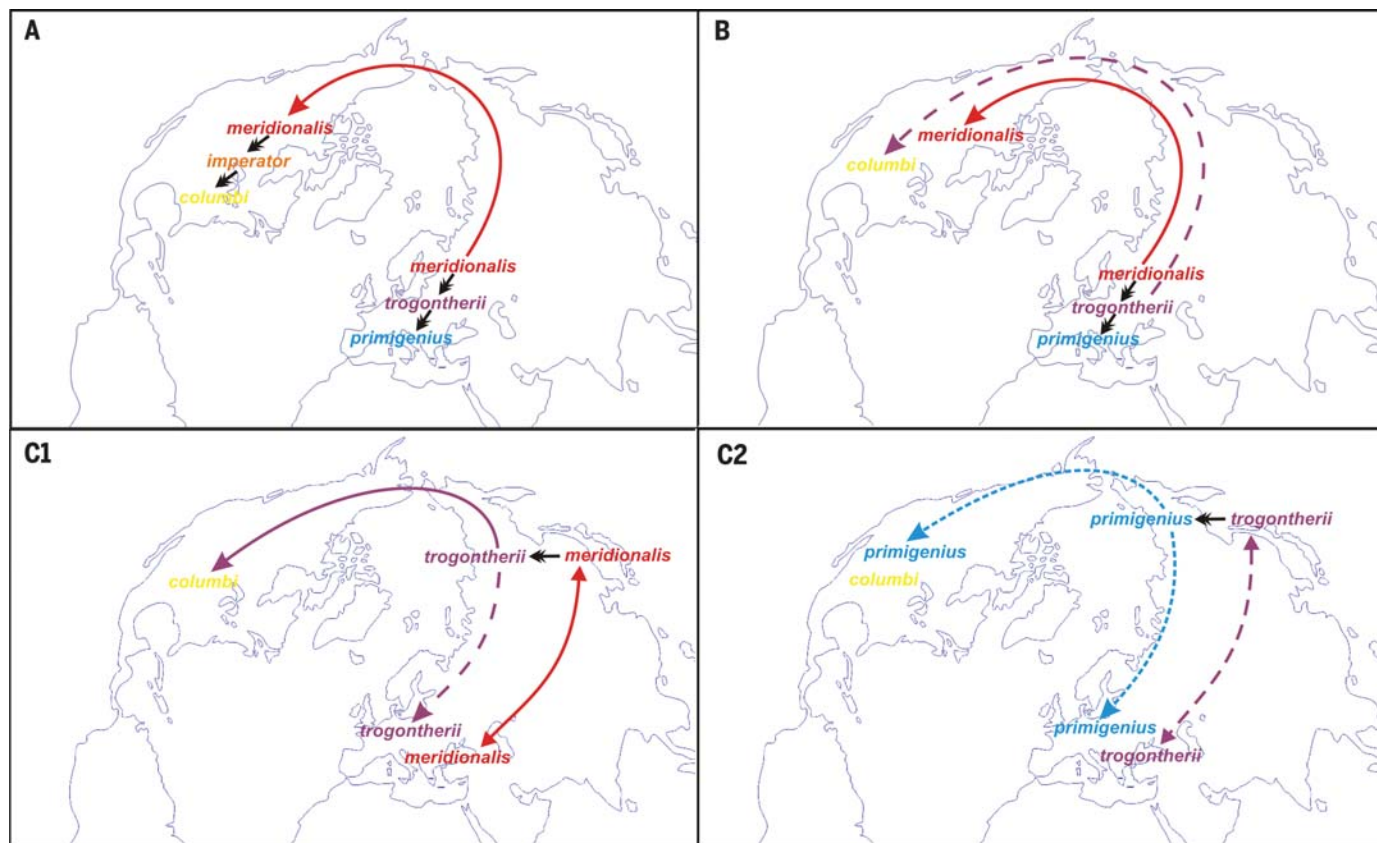 A
meridionalis
imperator
columbi
meridionalis
trogontherii
primigenius
B
meridionalis
columbi
meridionalis
trogontherii
primigenius
C1
trogontherii
meridionalis
columbi
trogontherii
meridionalis
C2
primigenius
trogontherii
primigenius
columbi
primigenius
trogontherii